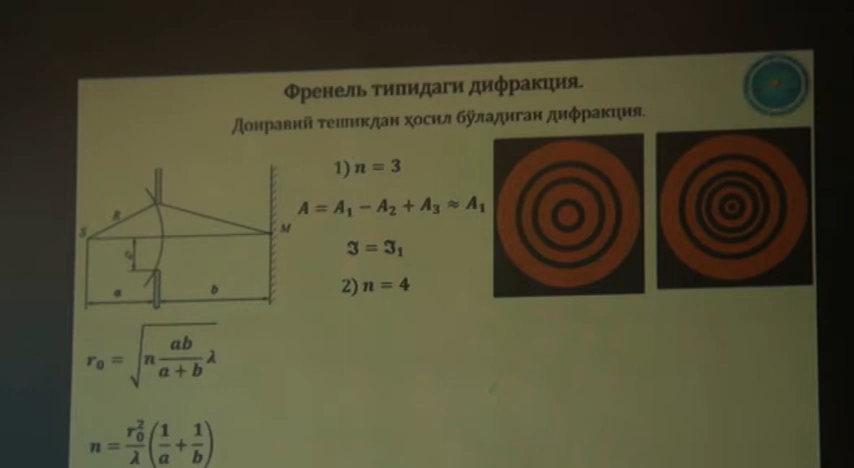 Френель типидаги дифракция.
Доиравий тешикдан ҳосил бўладиган дифракция.
1) n = 3
A = A₁ − A₂ + A₃ ≈ A₁
ℑ = ℑ₁
2) n = 4
S
R
M
a
b
r₀ = √(n ab/(a + b) λ)
n = r₀²/λ (1/a + 1/b)